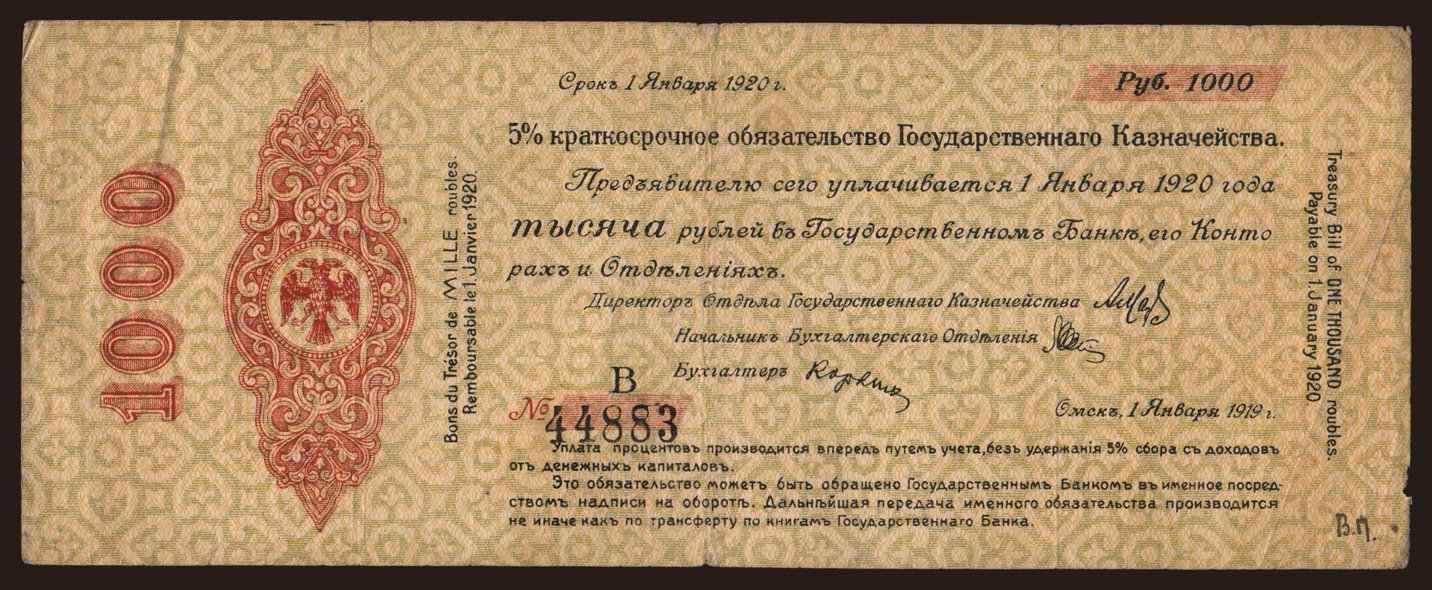 1000
Bons du Trésor de MILLE roubles.
Remboursable le 1. Janvier 1920.
Срокъ 1 Января 1920 г.
Руб. 1000
5% краткосрочное обязательство Государственнаго Казначейства.
Предъявителю сего уплачивается 1 Января 1920 года
тысяча рублей въ Государственномъ Банкѣ, его Конто
рахъ и Отдѣленіяхъ.
Директоръ Отдѣла Государственнаго Казначейства
Начальникъ Бухгалтерскаго Отдѣленія
Бухгалтеръ
В
№ 44883
Омскъ, 1 Января 1919 г.
Уплата процентовъ производится впередъ путемъ учета, безъ удержанія 5% сбора съ доходовъ
отъ денежныхъ капиталовъ.
Это обязательство можетъ быть обращено Государственнымъ Банкомъ въ именное посред-
ствомъ надписи на оборотѣ. Дальнѣйшая передача именного обязательства производится
не иначе какъ по трансферту по книгамъ Государственнаго Банка.
Treasury Bill of ONE THOUSAND roubles.
Payable on 1. January 1920.
В.П.